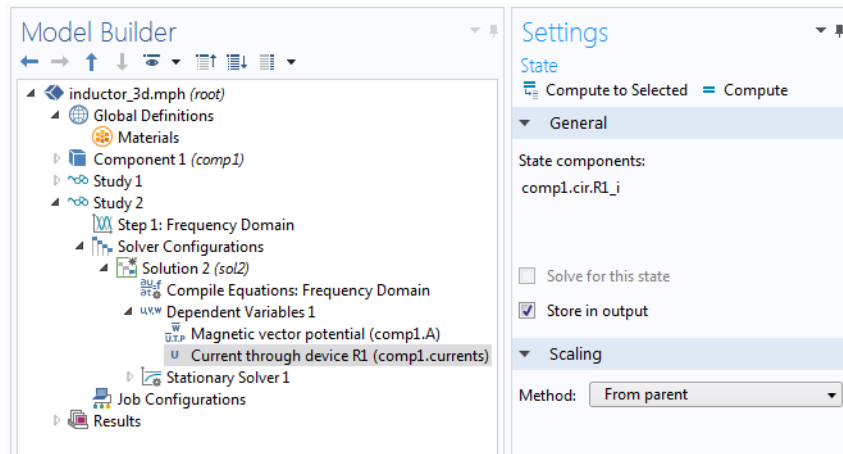 Model Builder
inductor_3d.mph (root)
Global Definitions
Materials
Component 1 (comp1)
Study 1
Study 2
Step 1: Frequency Domain
Solver Configurations
Solution 2 (sol2)
Compile Equations: Frequency Domain
Dependent Variables 1
Magnetic vector potential (comp1.A)
Current through device R1 (comp1.currents)
Stationary Solver 1
Job Configurations
Results
Settings
State
Compute to Selected = Compute
General
State components:
comp1.cir.R1_i
Solve for this state
Store in output
Scaling
Method: From parent